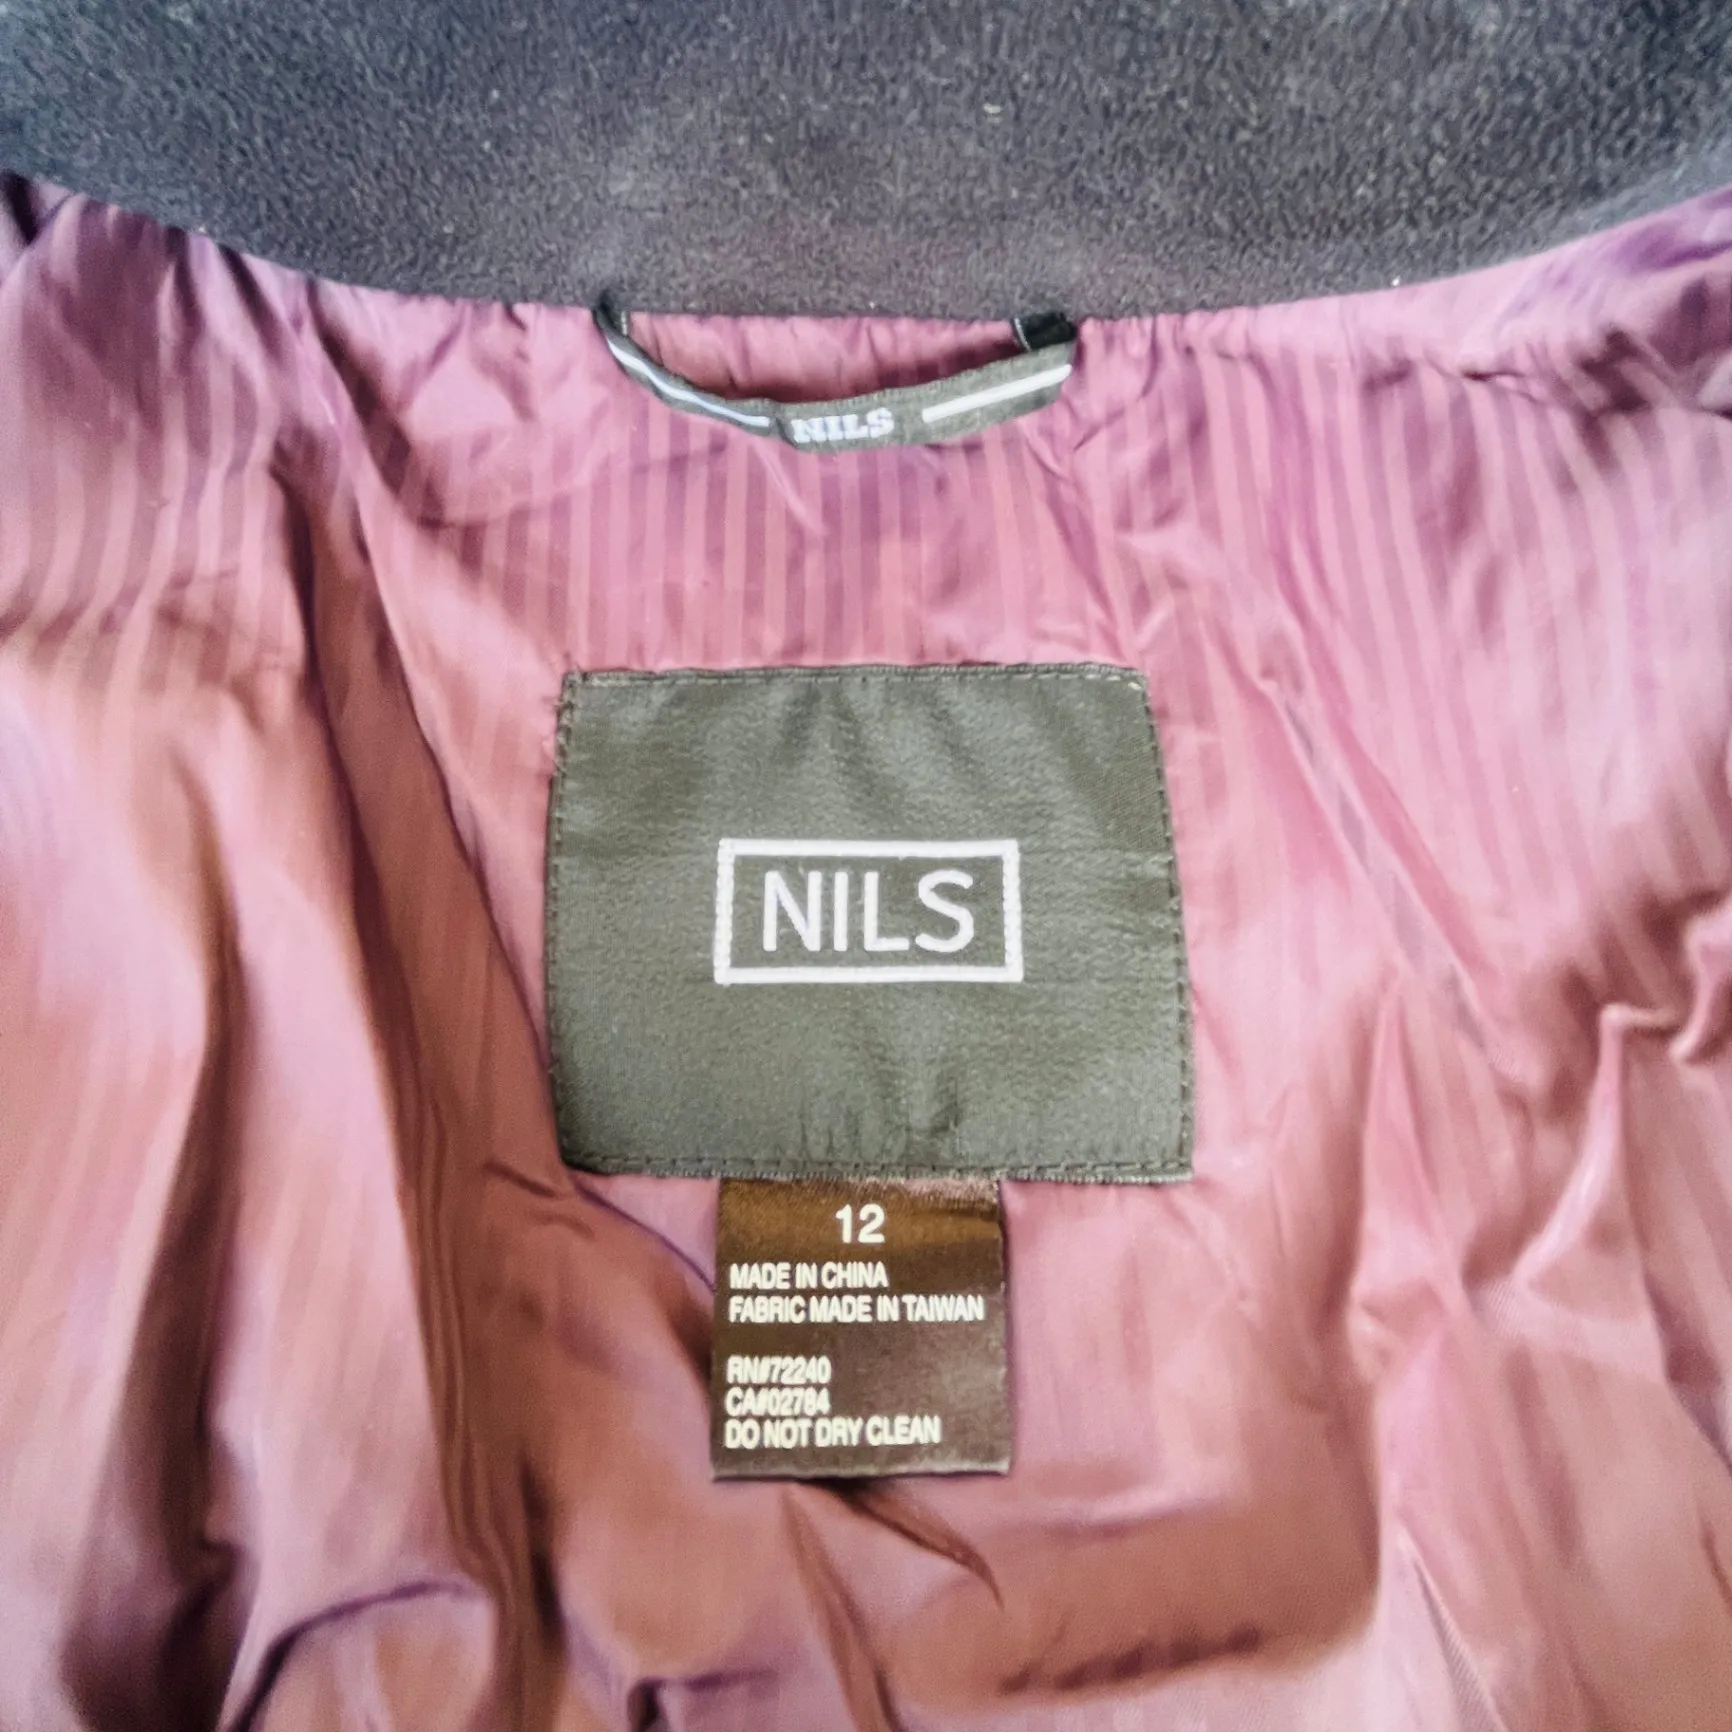 NILS
NILS
12
MADE IN CHINA
FABRIC MADE IN TAIWAN
RN#72240
CA#02784
DO NOT DRY CLEAN